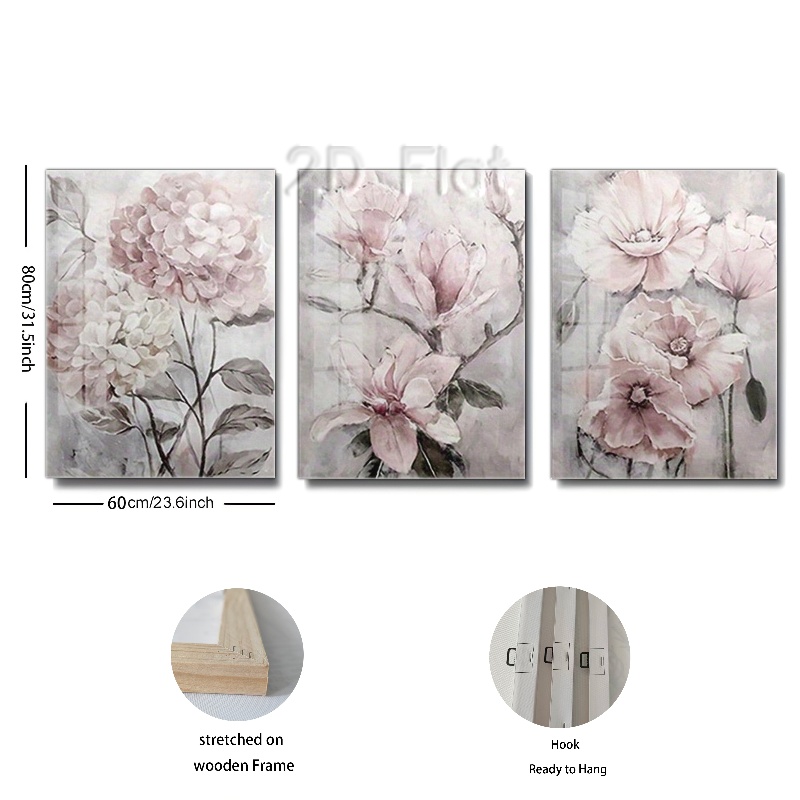 2D Flat
80cm/31.5inch
60cm/23.6inch
stretched on
wooden Frame
Hook
Ready to Hang